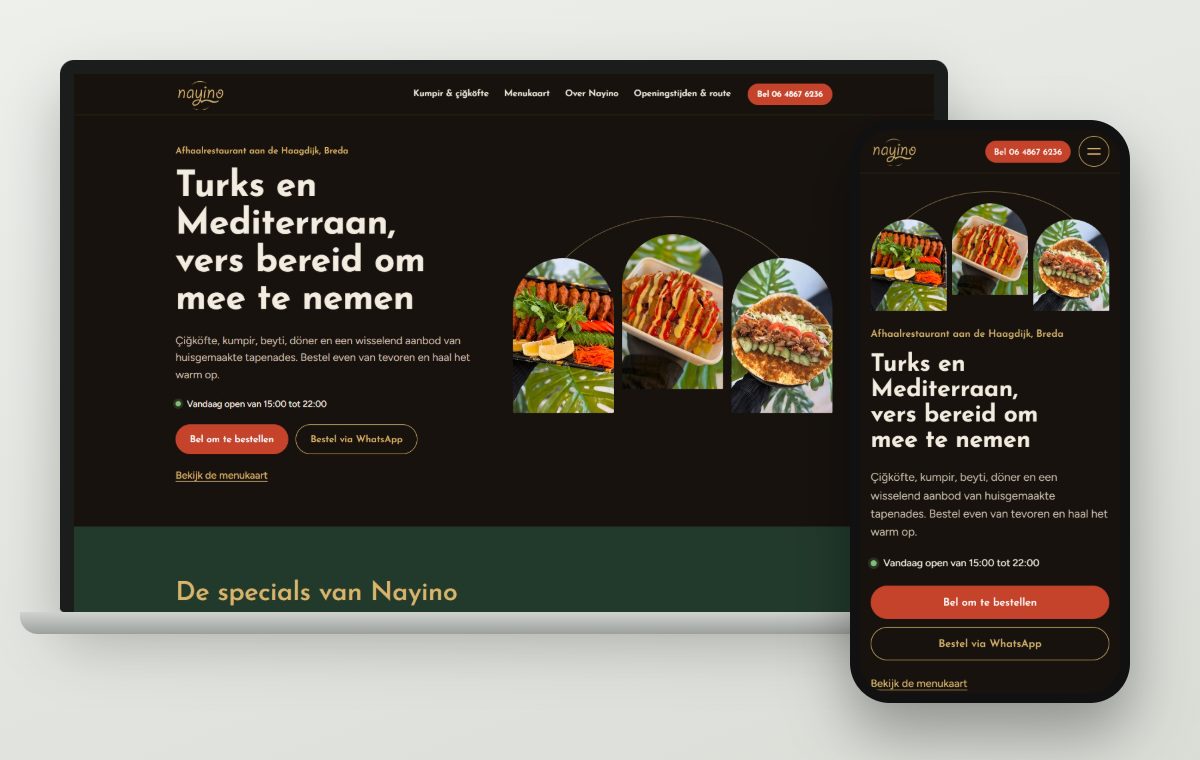 nayino
Kumpir & çiğköfte Menukaart Over Nayino Openingstijden & route Bel 06 4867 6236
Afhaalrestaurant aan de Haagdijk, Breda
Turks en
Mediterraan,
vers bereid om
mee te nemen
Çiğköfte, kumpir, beyti, döner en een wisselend aanbod van
huisgemaakte tapenades. Bestel even van tevoren en haal het
warm op.
Vandaag open van 15:00 tot 22:00
Bel om te bestellen Bestel via WhatsApp
Bekijk de menukaart
De specials van Nayino
nayino Bel 06 4867 6236
Afhaalrestaurant aan de Haagdijk, Breda
Turks en
Mediterraan,
vers bereid om
mee te nemen
Çiğköfte, kumpir, beyti, döner en een
wisselend aanbod van huisgemaakte
tapenades. Bestel even van tevoren en haal het
warm op.
Vandaag open van 15:00 tot 22:00
Bel om te bestellen
Bestel via WhatsApp
Bekijk de menukaart